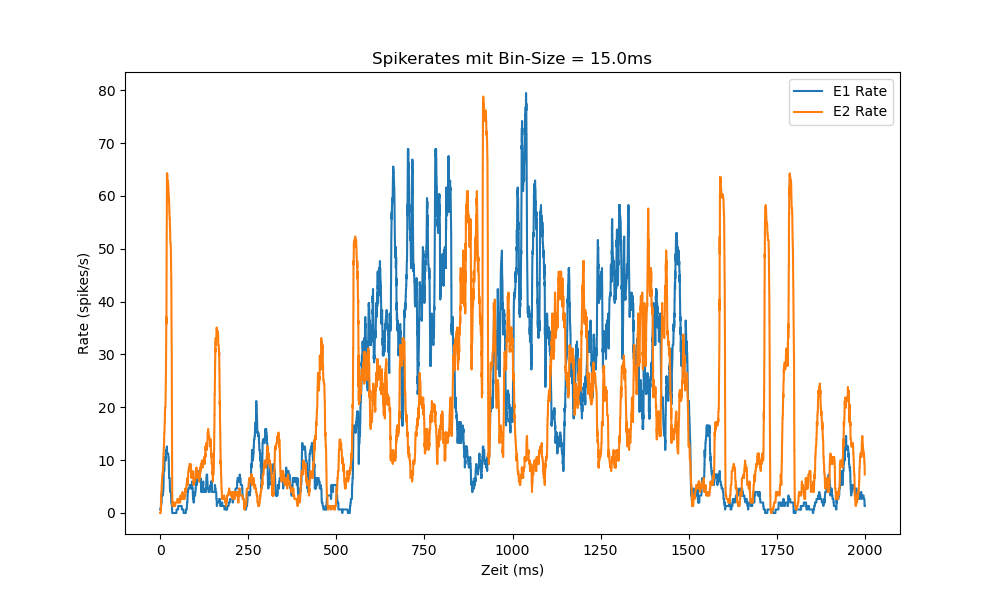 Spikerates mit Bin-Size = 15.0ms
E1 Rate
E2 Rate
80
70
60
50
40
30
20
10
0
Rate (spikes/s)
0 250 500 750 1000 1250 1500 1750 2000
Zeit (ms)